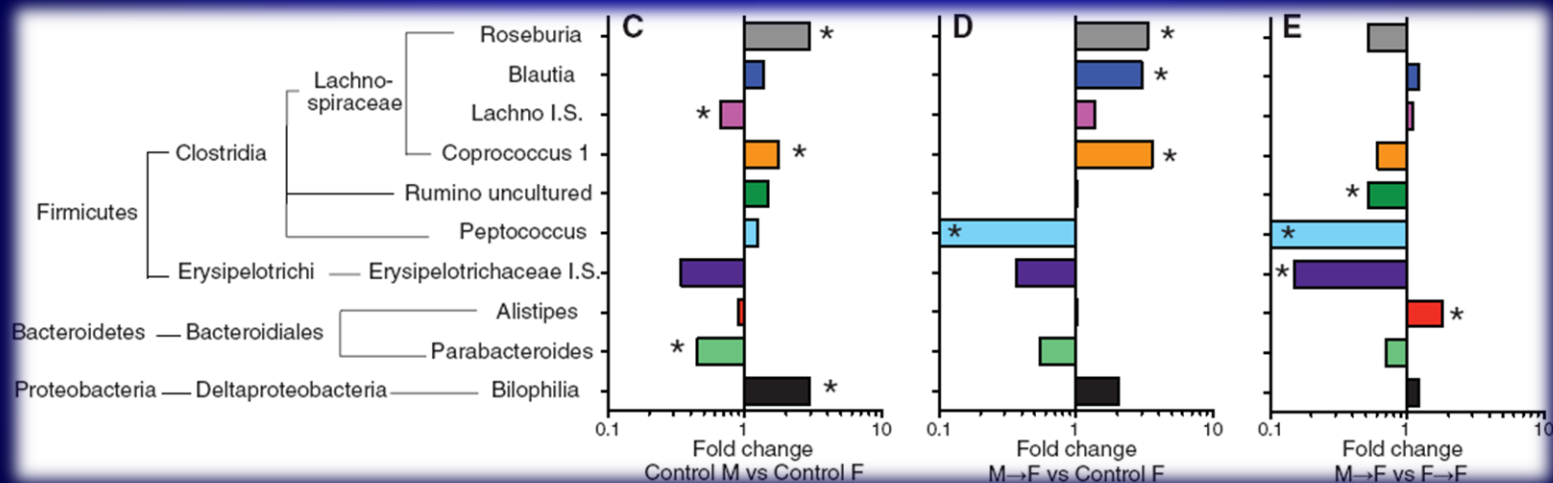 C
D
E
Roseburia *
*
Blautia
*
Lachno-
spiraceae
Lachno I.S. *
Clostridia
Coprococcus 1 *
*
Rumino uncultured
*
Firmicutes
Peptococcus
*
*
Erysipelotrichi
Erysipelotrichaceae I.S.
*
Alistipes
*
Bacteroidetes
Bacteroidiales
Parabacteroides *
Proteobacteria
Deltaproteobacteria
Bilophilia *
0.1 1 10
0.1 1 10
0.1 1 10
Fold change
Control M vs Control F
Fold change
M→F vs Control F
Fold change
M→F vs F→F